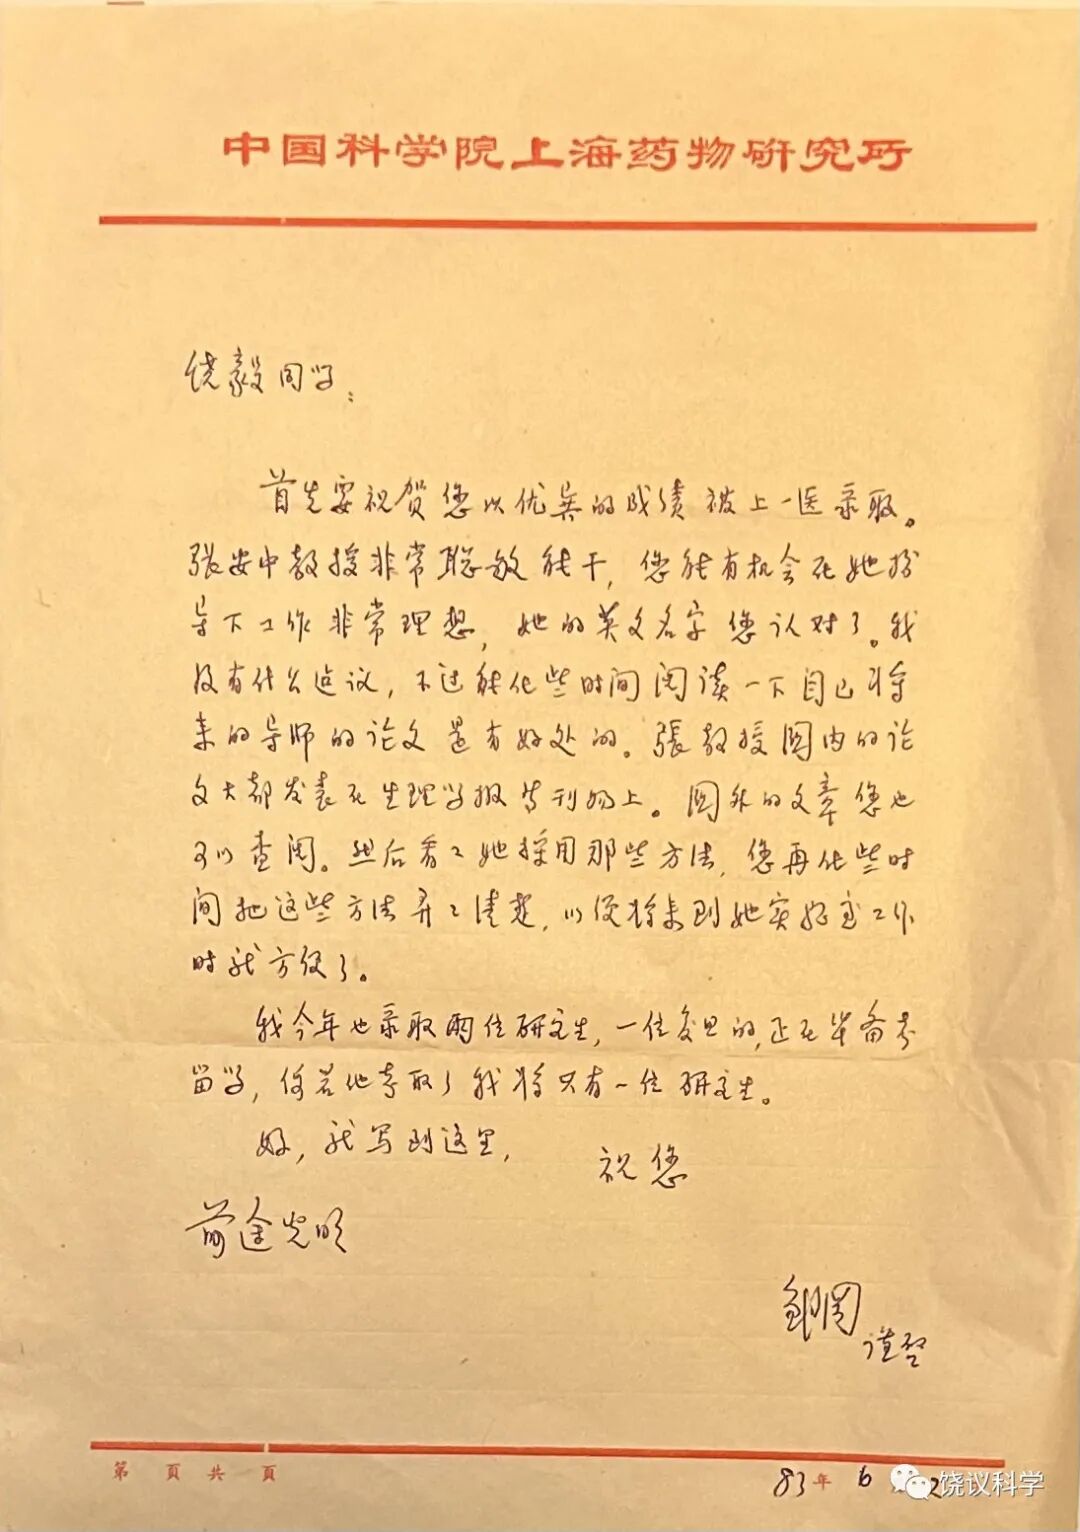 中国科学院上海药物研究所
饶毅同学：
首先要祝贺您以优异的成绩被上一医录取。
张安中教授非常聪敏能干，您能有机会在她指
导下工作非常理想，她的英文名字您认对了。我
没有什么建议，不过能化些时间阅读一下自己将
来的导师的论文是有好处的。張教授国内的论
文大都发表在生理学报等刊物上。国外的文章您也
可以查阅。然后看看她採用那些方法，您再化些时
间把这些方法弄弄清楚，以便将来到她实验室工作
时就方便了。
我今年也录取两位研究生，一位复旦的，正在准备考
留学，倘若他考取了我将只有一位研究生。
好，就写到这里，
祝您
前途光明
邹冈
谨启
第 页 共 页
83年6
饶议科学